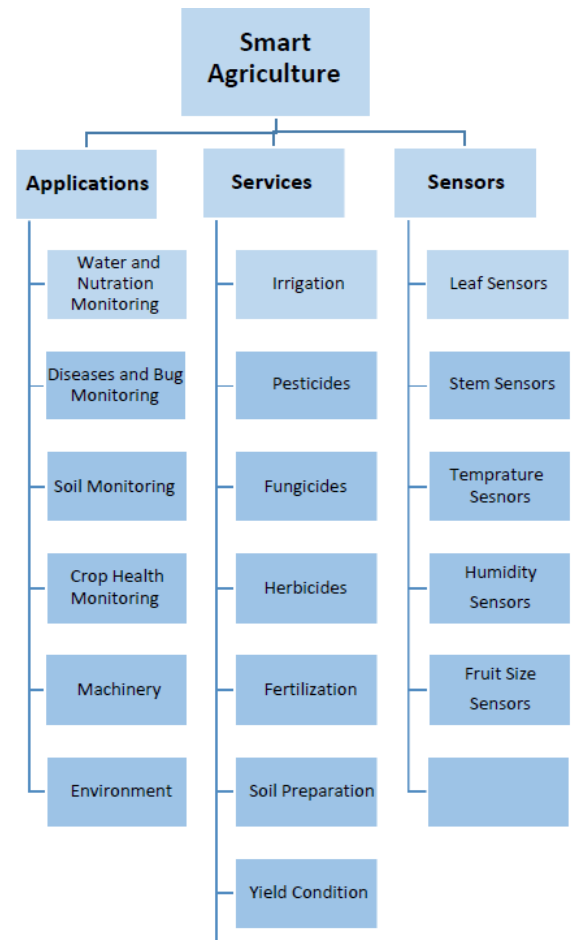 Smart
Agriculture
Applications
Services
Sensors
Water and
Nutration
Monitoring
Irrigation
Leaf Sensors
Diseases and Bug
Monitoring
Pesticides
Stem Sensors
Soil Monitoring
Fungicides
Temprature
Sesnors
Crop Health
Monitoring
Herbicides
Humidity
Sensors
Machinery
Fertilization
Fruit Size
Sensors
Environment
Soil Preparation
Yield Condition